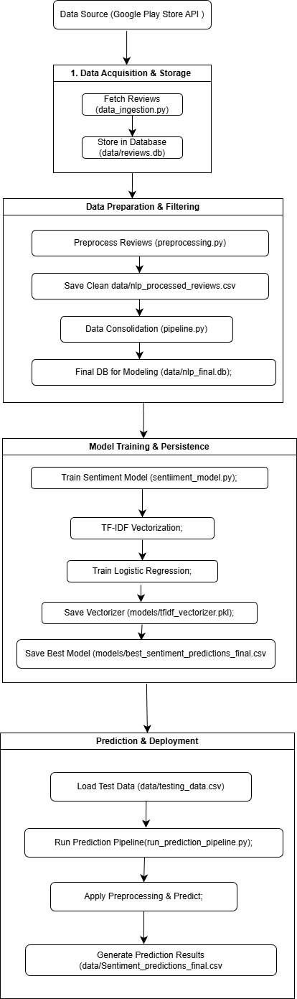 Data Source (Google Play Store API )
1. Data Acquisition & Storage
Fetch Reviews
(data_ingestion.py)
Store in Database
(data/reviews.db)
Data Preparation & Filtering
Preprocess Reviews (preprocessing.py)
Save Clean data/nlp_processed_reviews.csv
Data Consolidation (pipeline.py)
Final DB for Modeling (data/nlp_final.db);
Model Training & Persistence
Train Sentiment Model (sentiiment_model.py);
TF-IDF Vectorization;
Train Logistic Regression;
Save Vectorizer (models/tfidf_vectorizer.pkl);
Save Best Model (models/best_sentiment_predictions_final.csv
Prediction & Deployment
Load Test Data (data/testing_data.csv)
Run Prediction Pipeline(run_prediction_pipeline.py);
Apply Preprocessing & Predict;
Generate Prediction Results
(data/Sentiment_predictions_final.csv